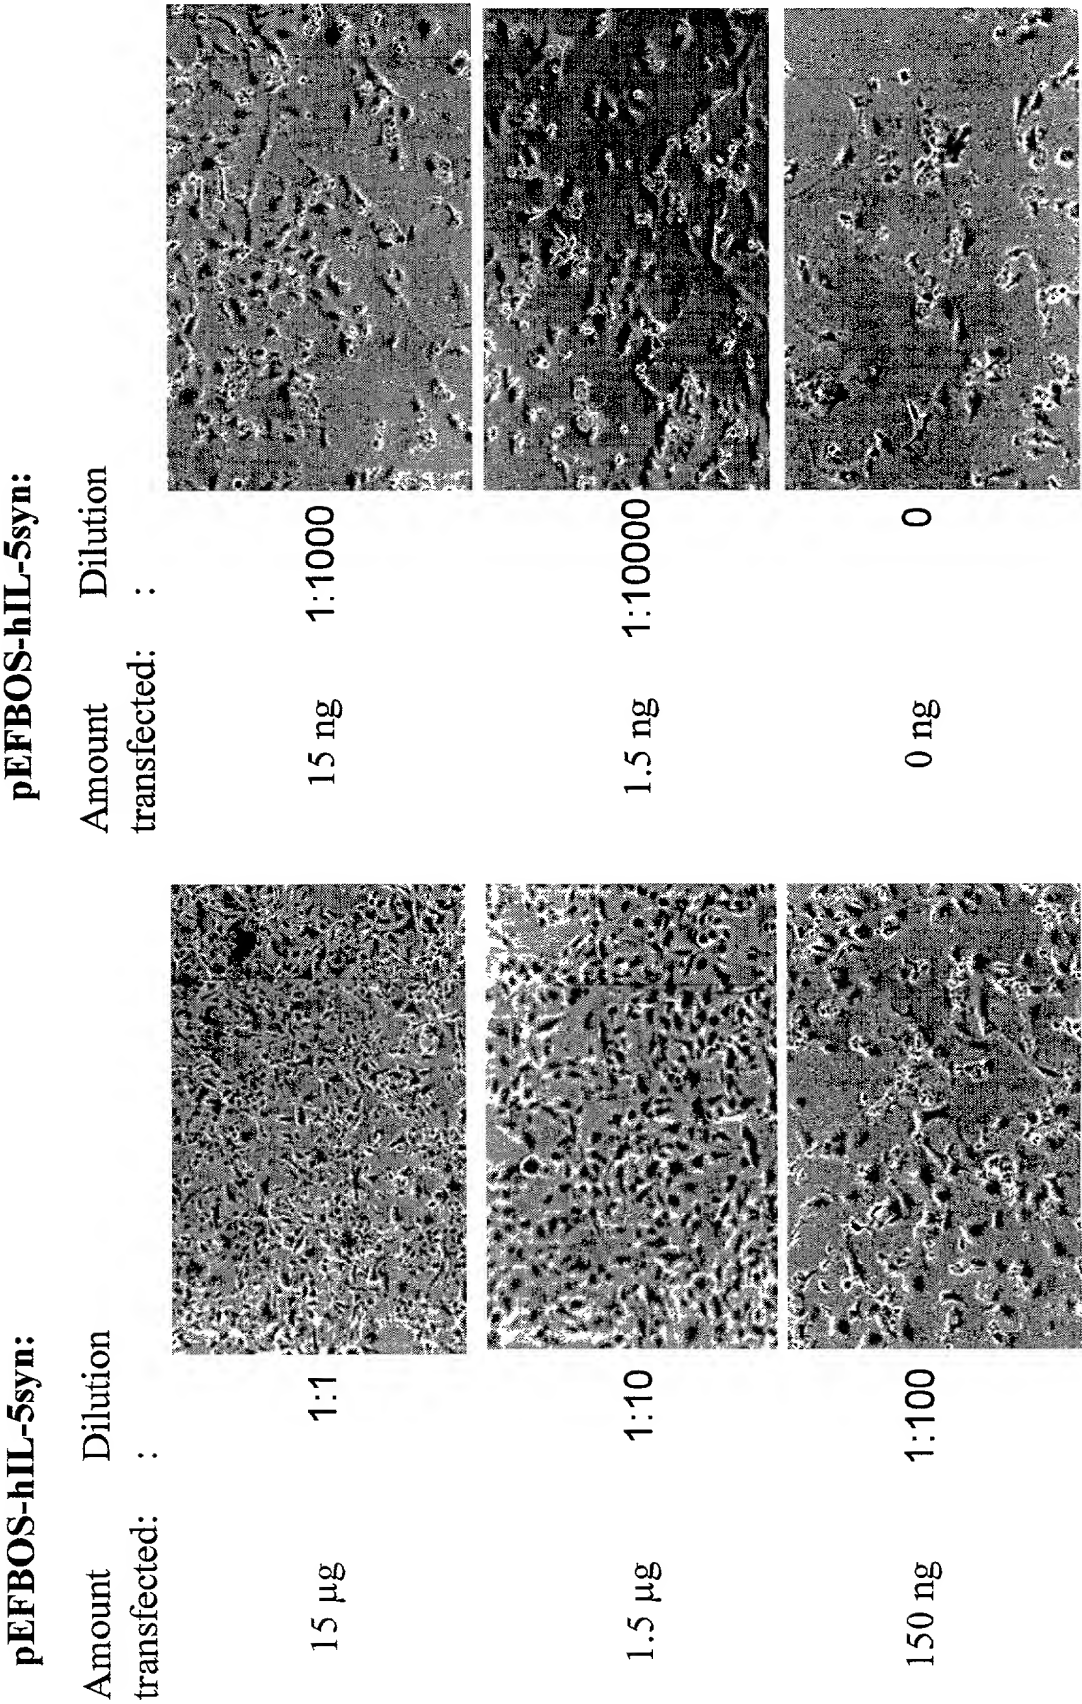 pEFBOS-hIL-5syn:
Amount Dilution
transfected: :
15 µg 1:1
1.5 µg 1:10
150 ng 1:100
pEFBOS-hIL-5syn:
Amount Dilution
transfected: :
15 ng 1:1000
1.5 ng 1:10000
0 ng 0